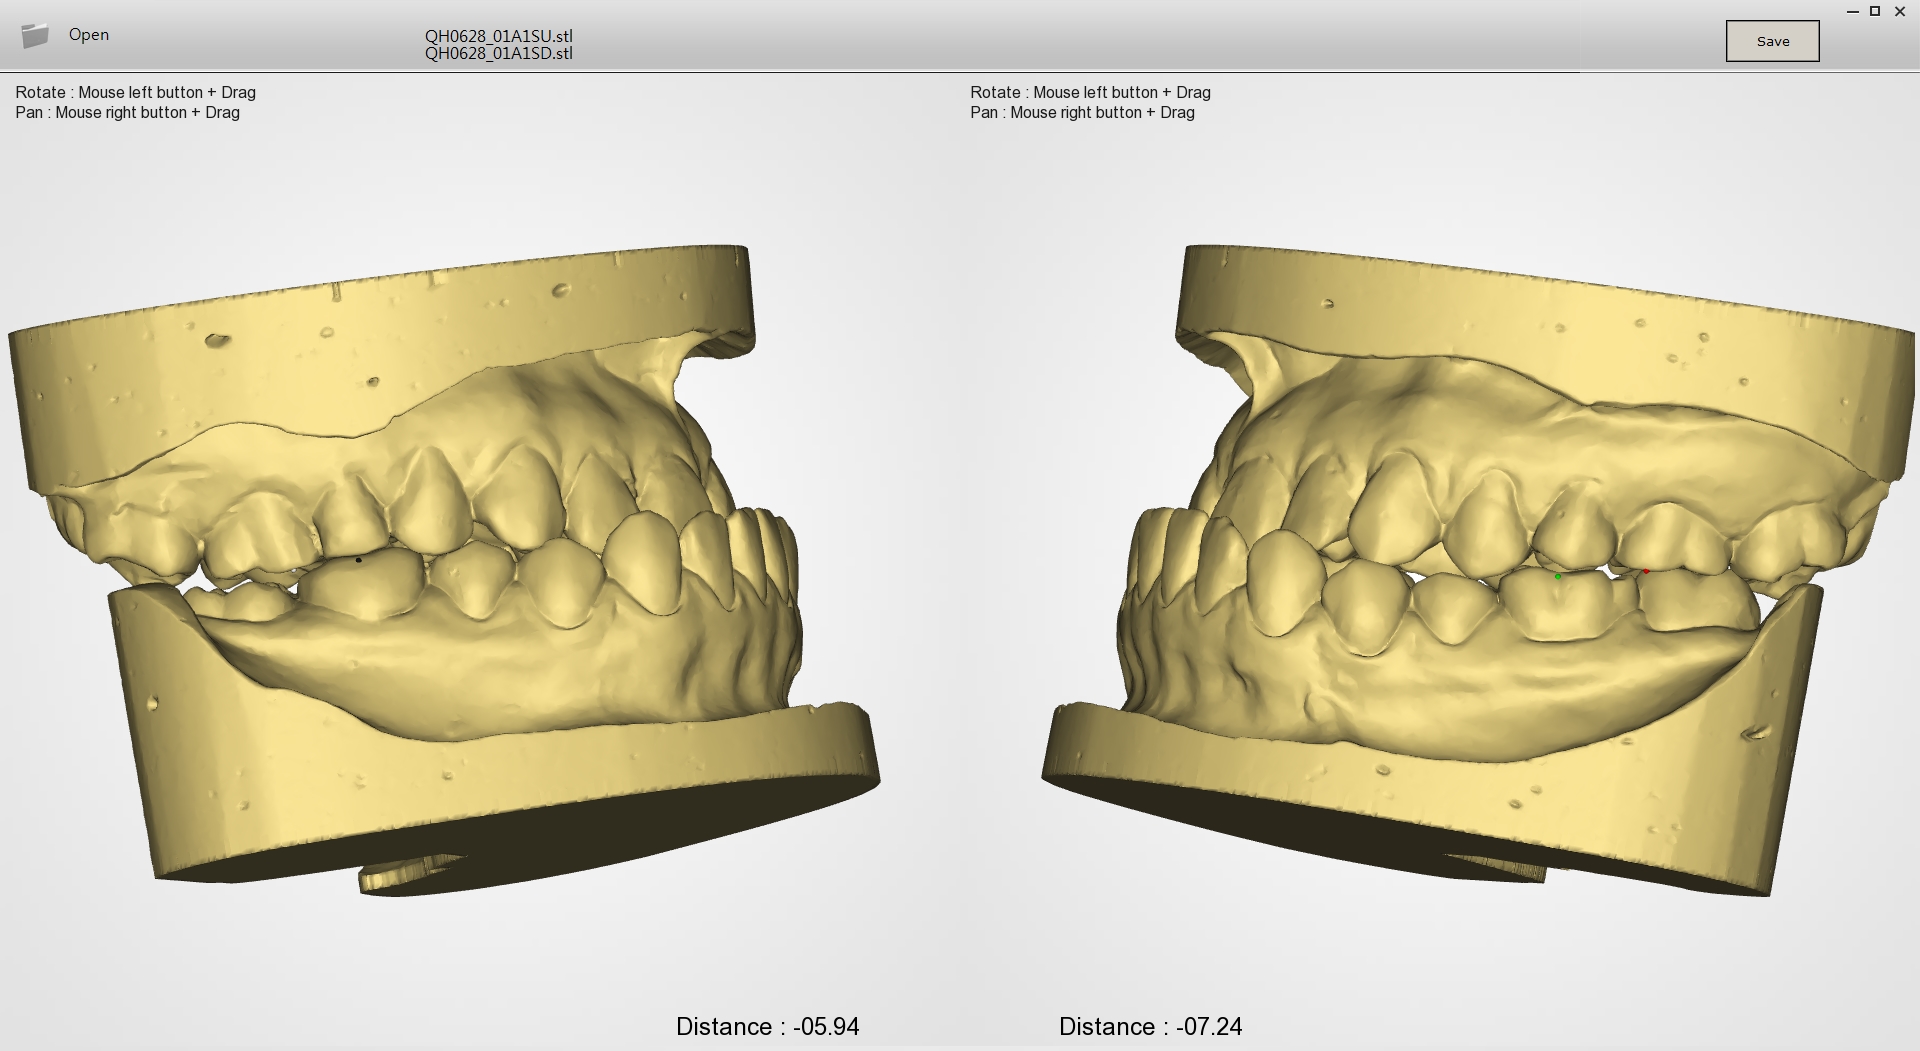 Open
QH0628_01A1SU.stl
QH0628_01A1SD.stl
Save
Rotate : Mouse left button + Drag
Pan : Mouse right button + Drag
Rotate : Mouse left button + Drag
Pan : Mouse right button + Drag
Distance : -05.94
Distance : -07.24